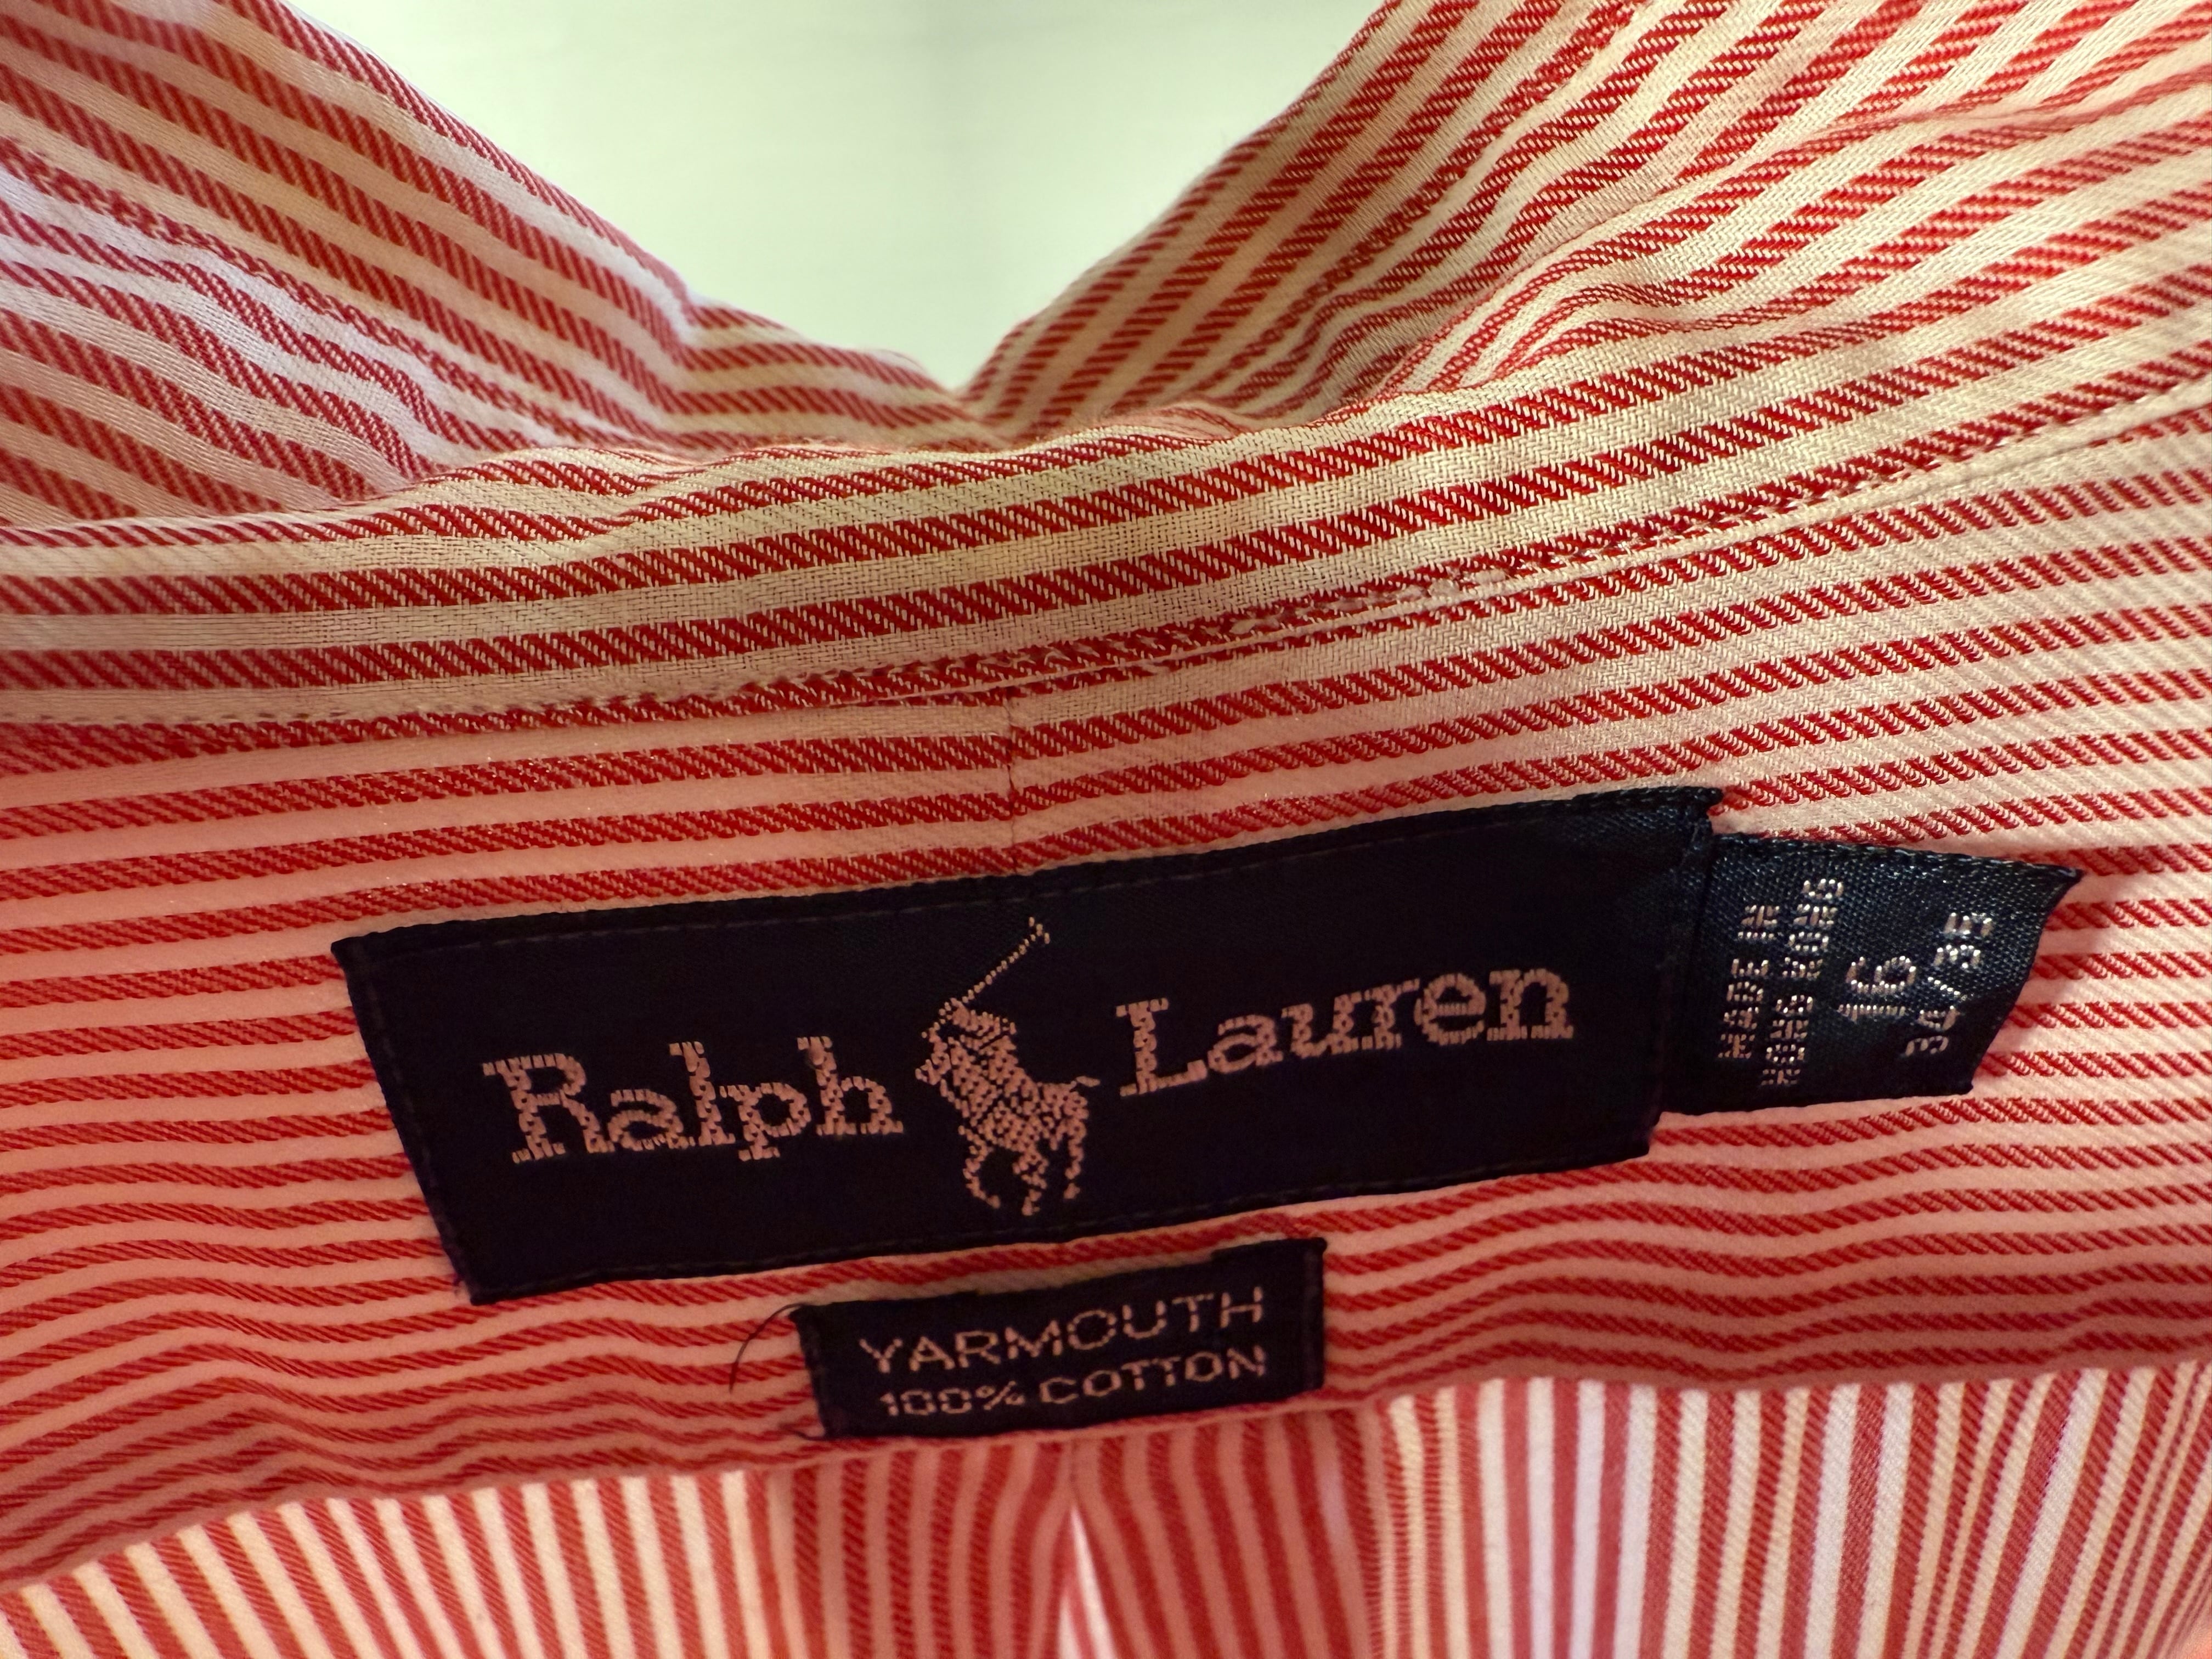 Ralph Lauren
MADE IN
HONG KONG
16
34/35
YARMOUTH
100% COTTON